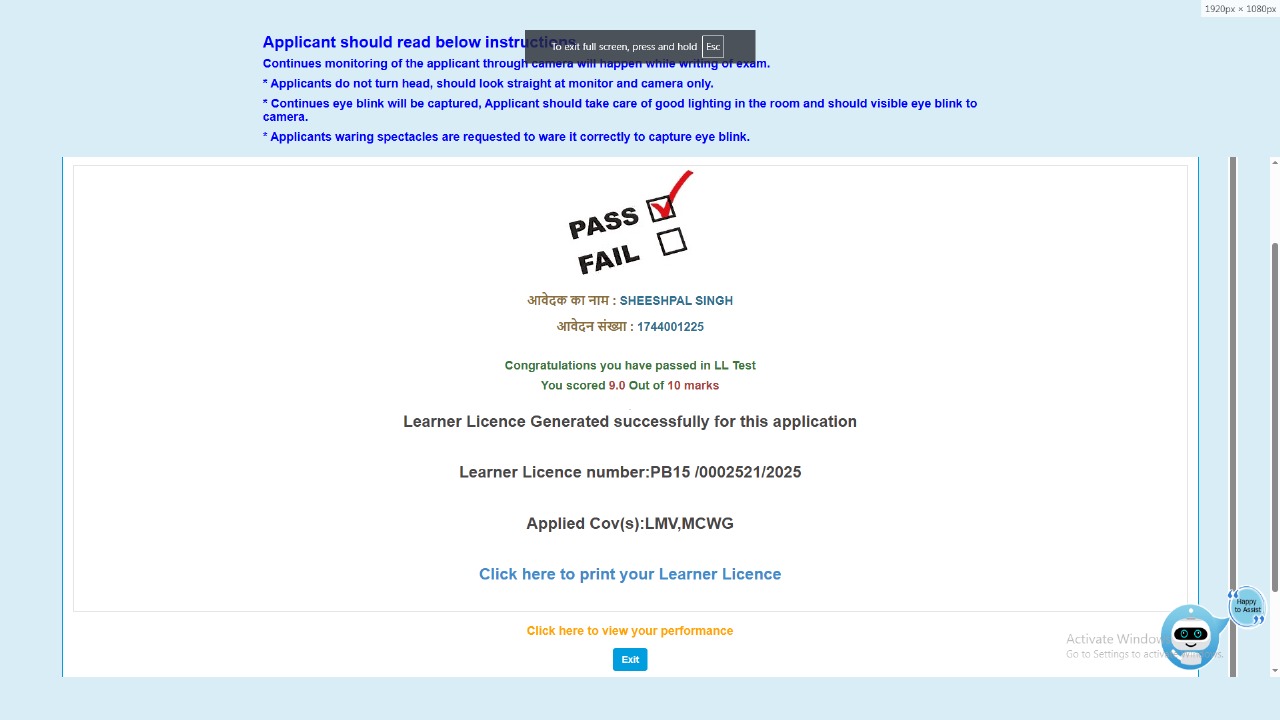 1920px × 1080px
Applicant should read below instructions
To exit full screen, press and hold Esc
Continues monitoring of the applicant through camera will happen while writing of exam.
* Applicants do not turn head, should look straight at monitor and camera only.
* Continues eye blink will be captured, Applicant should take care of good lighting in the room and should visible eye blink to
camera.
* Applicants waring spectacles are requested to ware it correctly to capture eye blink.
PASS
FAIL
आवेदक का नाम : SHEESHPAL SINGH
आवेदन संख्या : 1744001225
Congratulations you have passed in LL Test
You scored 9.0 Out of 10 marks
Learner Licence Generated successfully for this application
Learner Licence number:PB15 /0002521/2025
Applied Cov(s):LMV,MCWG
Click here to print your Learner Licence
Happy
to Assist
Click here to view your performance
Activate Windows
Go to Settings to activate Windows.
Exit